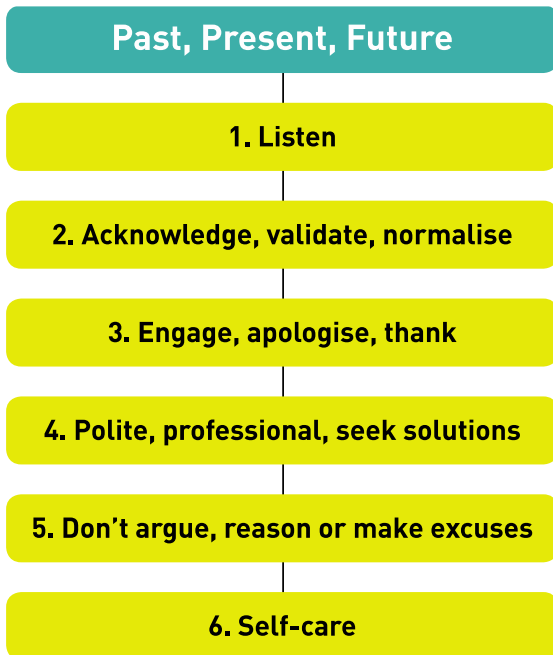 Past, Present, Future
1. Listen
2. Acknowledge, validate, normalise
3. Engage, apologise, thank
4. Polite, professional, seek solutions
5. Don’t argue, reason or make excuses
6. Self-care